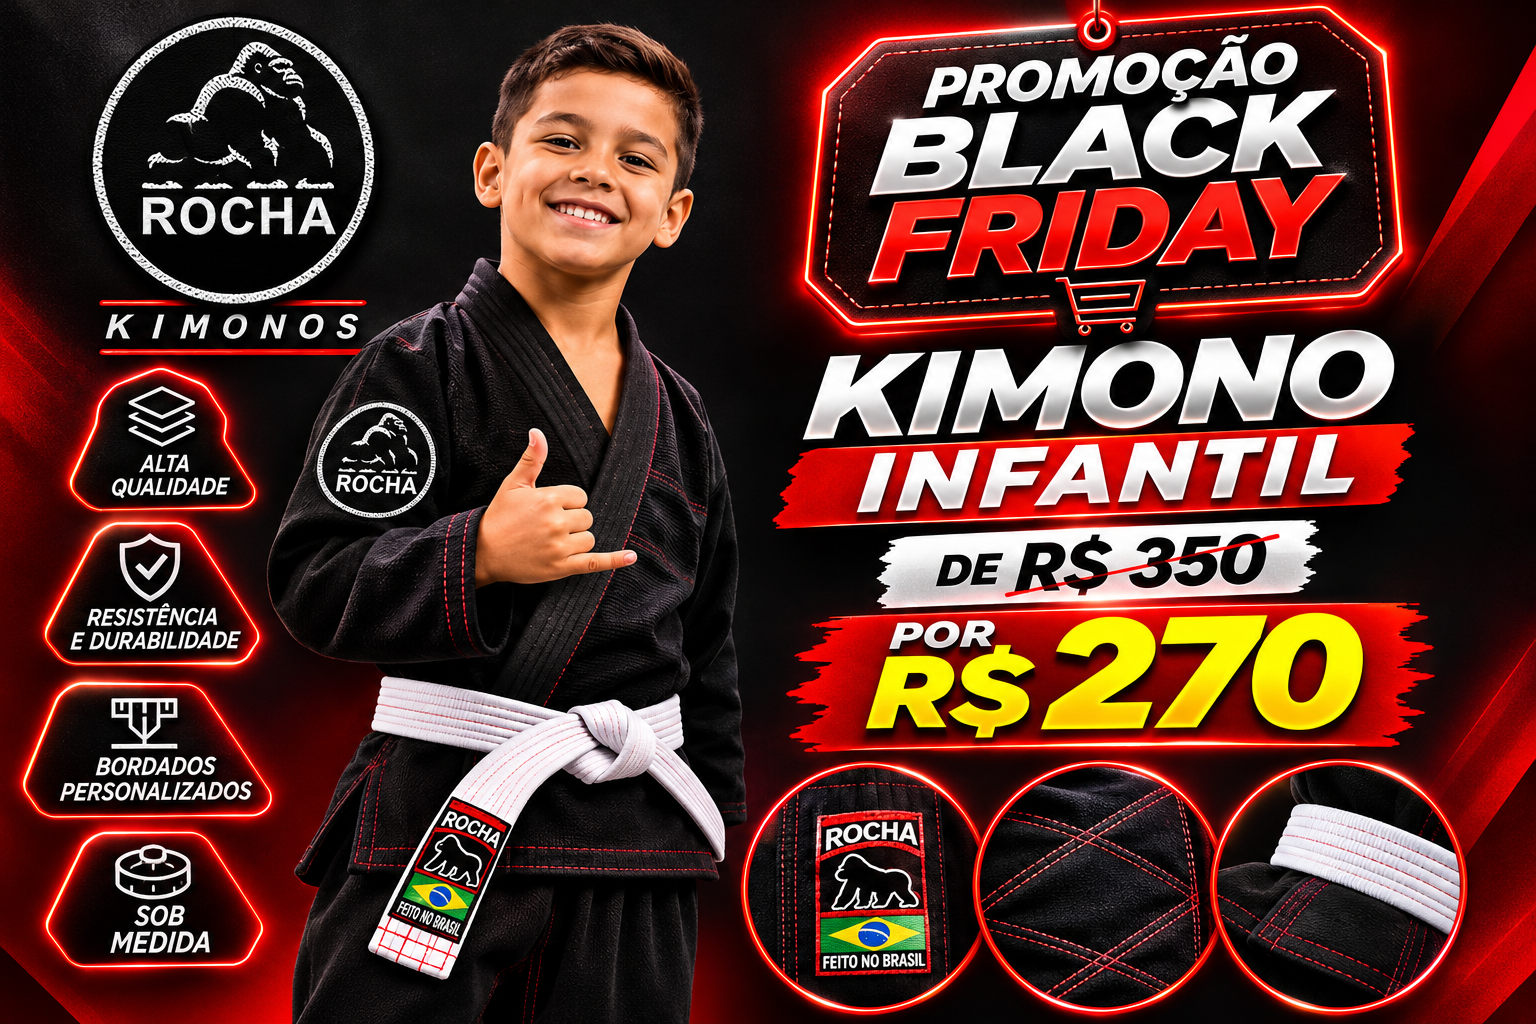 ROCHA
KIMONOS
ALTA
QUALIDADE
RESISTÊNCIA
E DURABILIDADE
BORDADOS
PERSONALIZADOS
SOB
MEDIDA
ROCHA
ROCHA
FEITO NO BRASIL
PROMOÇÃO
BLACK
FRIDAY
KIMONO
INFANTIL
DE R$ 350
POR
R$ 270
ROCHA
FEITO NO BRASIL